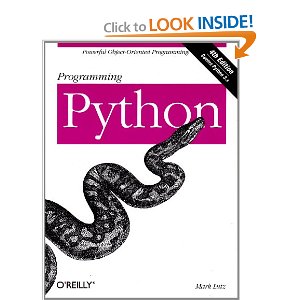 Click to LOOK INSIDE!
Powerful Object-Oriented Programming
4th Edition
Programming
Python
O'REILLY®
Mark Lutz